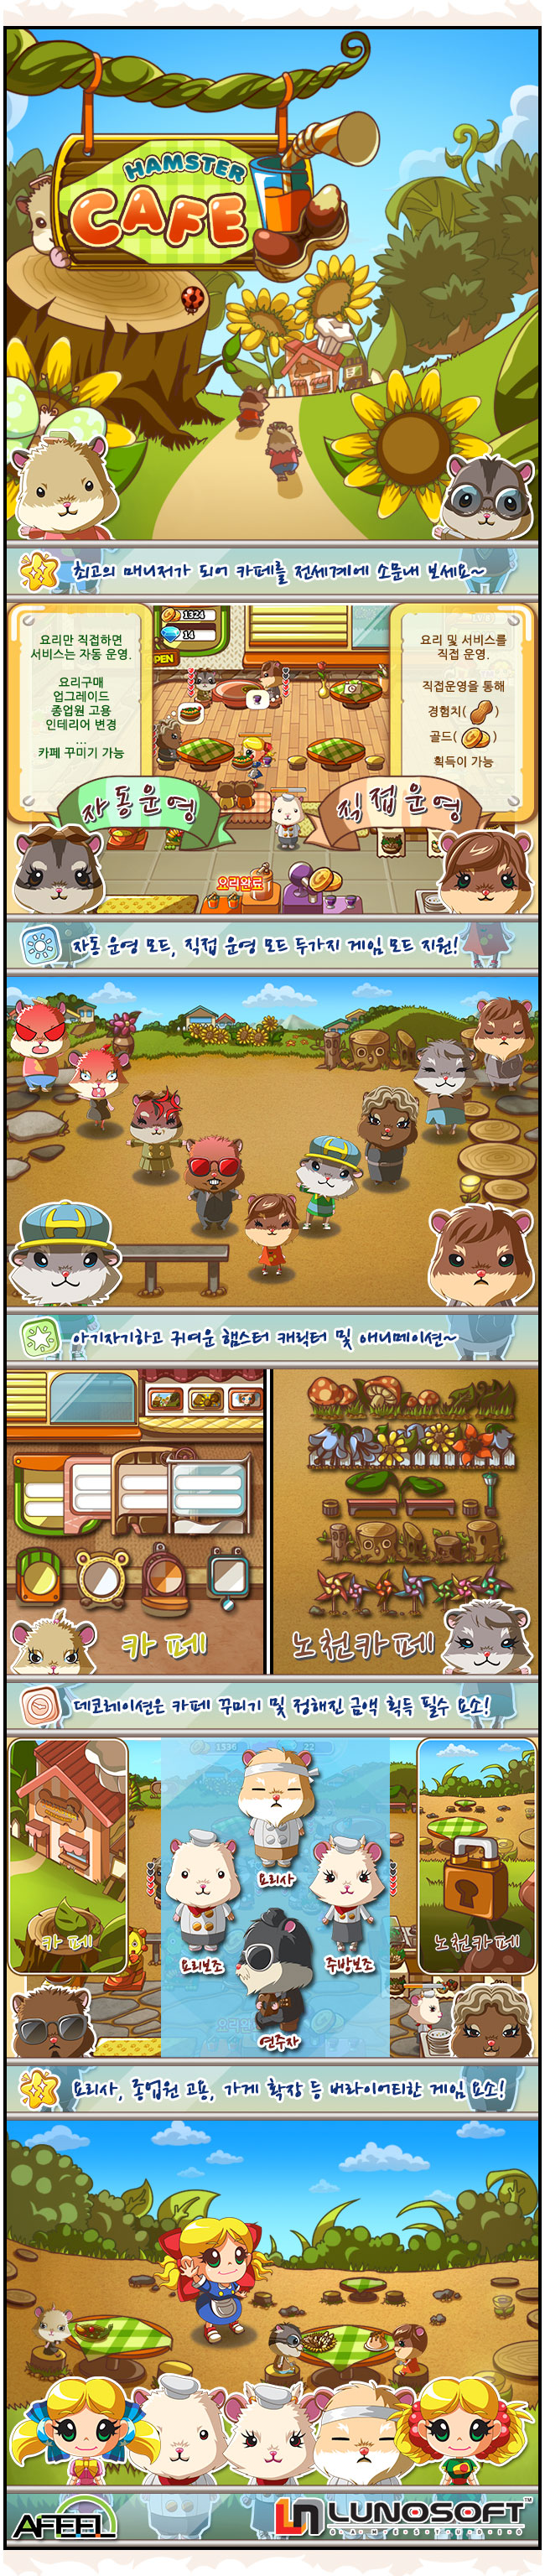 HAMSTER
CAFE
최고의 매니저가 되어 카페를 전세계에 소문내 보세요~
요리만 직접하면
서비스는 자동 운영.
요리구매
업그레이드
종업원 고용
인테리어 변경
...
카페 꾸미기 가능
1324
14
OPEN
요리 및 서비스를
직접 운영.
직접운영을 통해
경험치( )
골드( )
획득이 가능
자동운영
직접운영
요리완료
자동 운영 모드, 직접 운영 모드 두가지 게임 모드 지원!
아기자기하고 귀여운 햄스터 캐릭터 및 애니메이션~
카페
노천카페
데코레이션은 카페 꾸미기 및 정해진 금액 획득 필수 요소!
1536
22
요리사
카페
노천카페
요리보조
주방보조
연주자
요리사, 종업원 고용, 가게 확장 등 버라이어티한 게임 요소!
AFEEL
LUNOSOFT TM
G·A·M·E·S·T·U·D·I·O